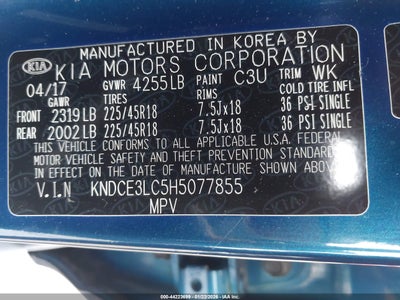 MANUFACTURED IN KOREA BY
KIA KIA MOTORS CORPORATION
04/17 GVWR 4255LB PAINT C3U TRIM WK
GAWR TIRES RIMS COLD TIRE INFL
FRONT 2319LB 225/45R18 7.5Jx18 36 PSI SINGLE
REAR 2002LB 225/45R18 7.5Jx18 36 PSI SINGLE
THIS VEHICLE CONFORMS TO ALL APPLICABLE U.S.A.
FEDERAL MOTOR VEHICLE SAFETY AND THEFT PREVENTION
STANDARDS IN EFFECT ON THE DATE OF MANUFACTURE SHOWN ABOVE
V.I.N KNDCE3LC5H5077855
MPV